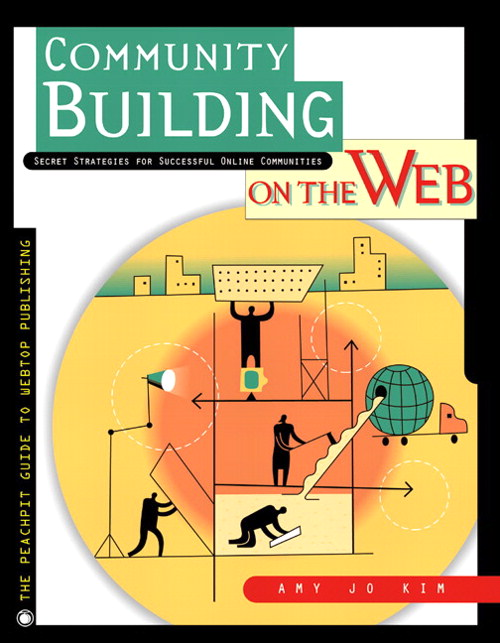 COMMUNITY
BUILDING
SECRET STRATEGIES FOR SUCCESSFUL ONLINE COMMUNITIES
ON THE WEB
THE PEACHPIT GUIDE TO WEBTOP PUBLISHING
AMY JO KIM